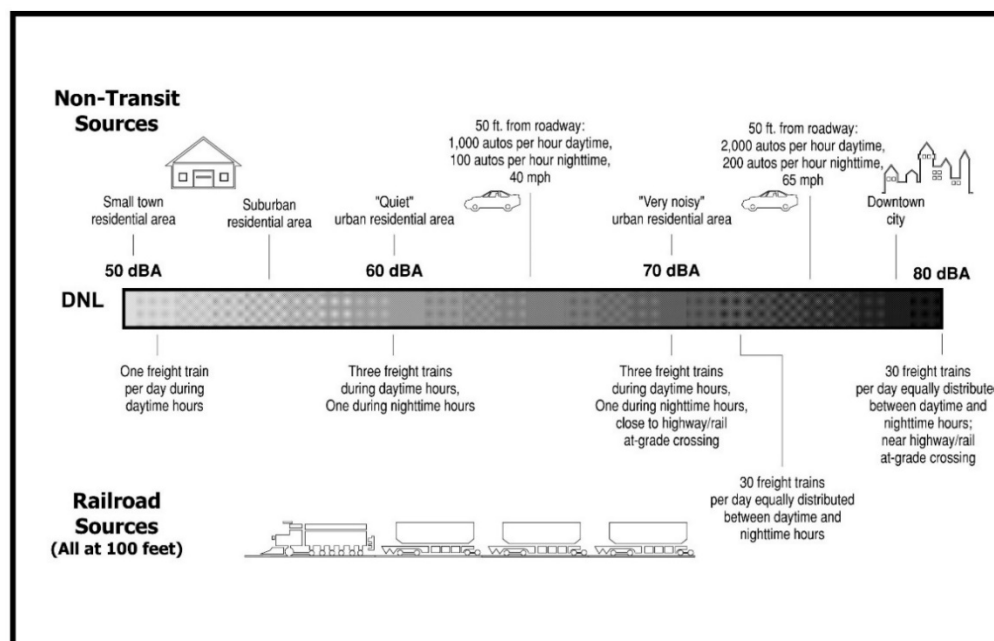 Non-Transit
Sources
Small town
residential area
Suburban
residential area
"Quiet"
urban residential area
50 ft. from roadway:
1,000 autos per hour daytime,
100 autos per hour nighttime,
40 mph
"Very noisy"
urban residential area
50 ft. from roadway:
2,000 autos per hour daytime,
200 autos per hour nighttime,
65 mph
Downtown
city
50 dBA
60 dBA
70 dBA
80 dBA
DNL
One freight train
per day during
daytime hours
Three freight trains
during daytime hours,
One during nighttime hours
Three freight trains
during daytime hours,
One during nighttime hours,
close to highway/rail
at-grade crossing
30 freight trains
per day equally distributed
between daytime and
nighttime hours
30 freight trains
per day equally distributed
between daytime and
nighttime hours;
near highway/rail
at-grade crossing
Railroad
Sources
(All at 100 feet)